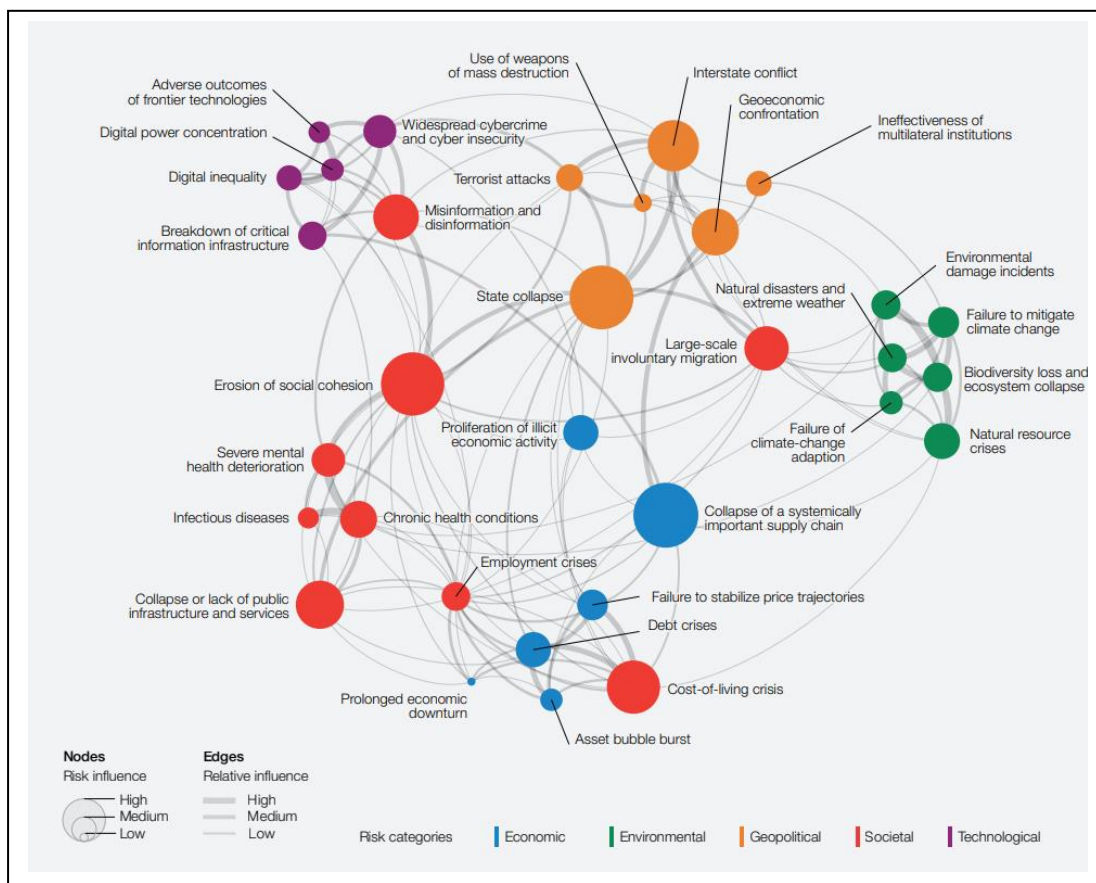 Use of weapons
of mass destruction
Interstate conflict
Adverse outcomes
of frontier technologies
Geoeconomic
confrontation
Digital power concentration
Widespread cybercrime
and cyber insecurity
Ineffectiveness of
multilateral institutions
Digital inequality
Terrorist attacks
Misinformation and
disinformation
Breakdown of critical
information infrastructure
Environmental
damage incidents
State collapse
Natural disasters and
extreme weather
Failure to mitigate
climate change
Large-scale
involuntary migration
Erosion of social cohesion
Biodiversity loss and
ecosystem collapse
Proliferation of illicit
economic activity
Failure of
climate-change
adaption
Natural resource
crises
Severe mental
health deterioration
Infectious diseases
Chronic health conditions
Collapse of a systemically
important supply chain
Employment crises
Collapse or lack of public
infrastructure and services
Failure to stabilize price trajectories
Debt crises
Prolonged economic
downturn
Cost-of-living crisis
Asset bubble burst
Nodes
Risk influence
High
Medium
Low
Edges
Relative influence
High
Medium
Low
Risk categories
Economic
Environmental
Geopolitical
Societal
Technological